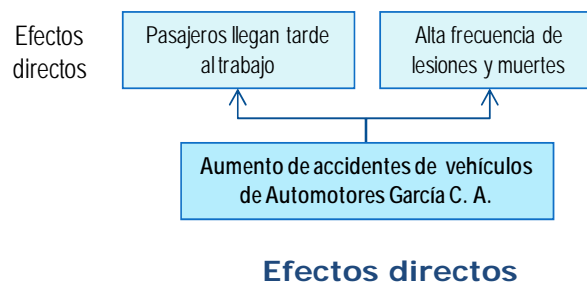 Efectos
directos
Pasajeros llegan tarde
al trabajo
Alta frecuencia de
lesiones y muertes
Aumento de accidentes de vehículos
de Automotores García C. A.
Efectos directos